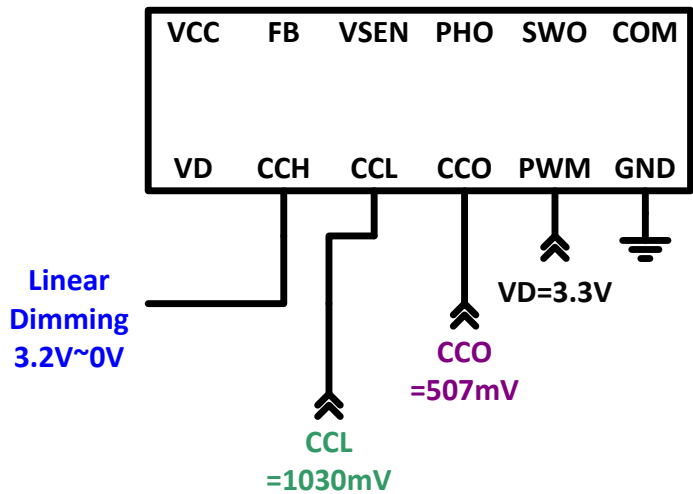 VCC FB VSEN PHO SWO COM
VD CCH CCL CCO PWM GND
Linear
Dimming
3.2V~0V
VD=3.3V
CCO
=507mV
CCL
=1030mV